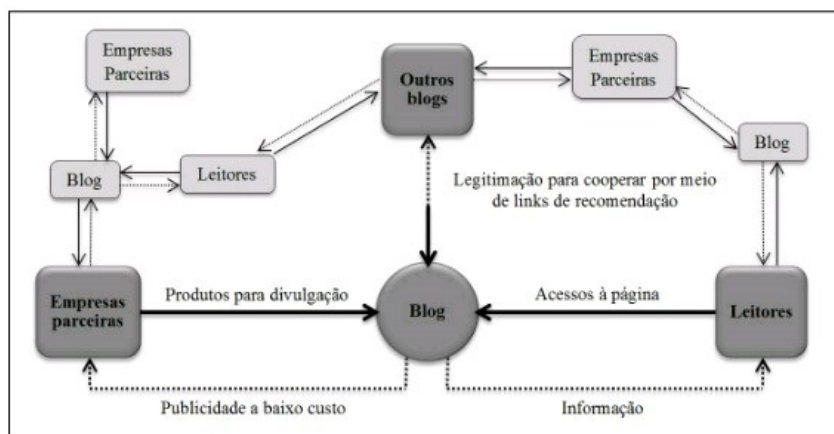 Empresas
Parceiras
Outros
blogs
Empresas
Parceiras
Blog
Leitores
Blog
Legitimação para cooperar por meio
de links de recomendação
Empresas
parceiras
Produtos para divulgação
Blog
Acessos à página
Leitores
Publicidade a baixo custo
Informação